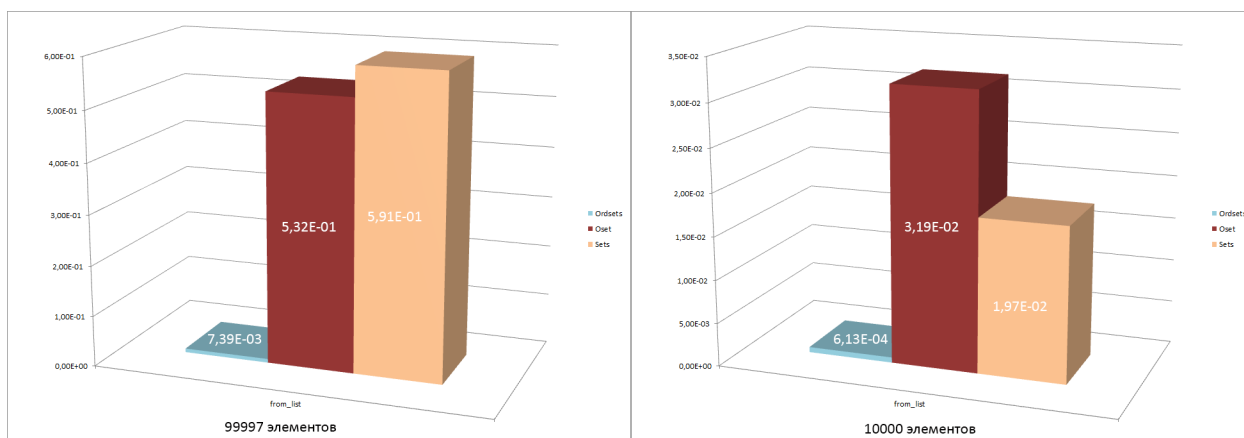 6,00E-01
5,00E-01
4,00E-01
3,00E-01
2,00E-01
1,00E-01
0,00E+00
7,39E-03
5,32E-01
5,91E-01
Ordsets
Oset
Sets
from_list
99997 элементов
3,50E-02
3,00E-02
2,50E-02
2,00E-02
1,50E-02
1,00E-02
5,00E-03
0,00E+00
6,13E-04
3,19E-02
1,97E-02
Ordsets
Oset
Sets
from_list
10000 элементов